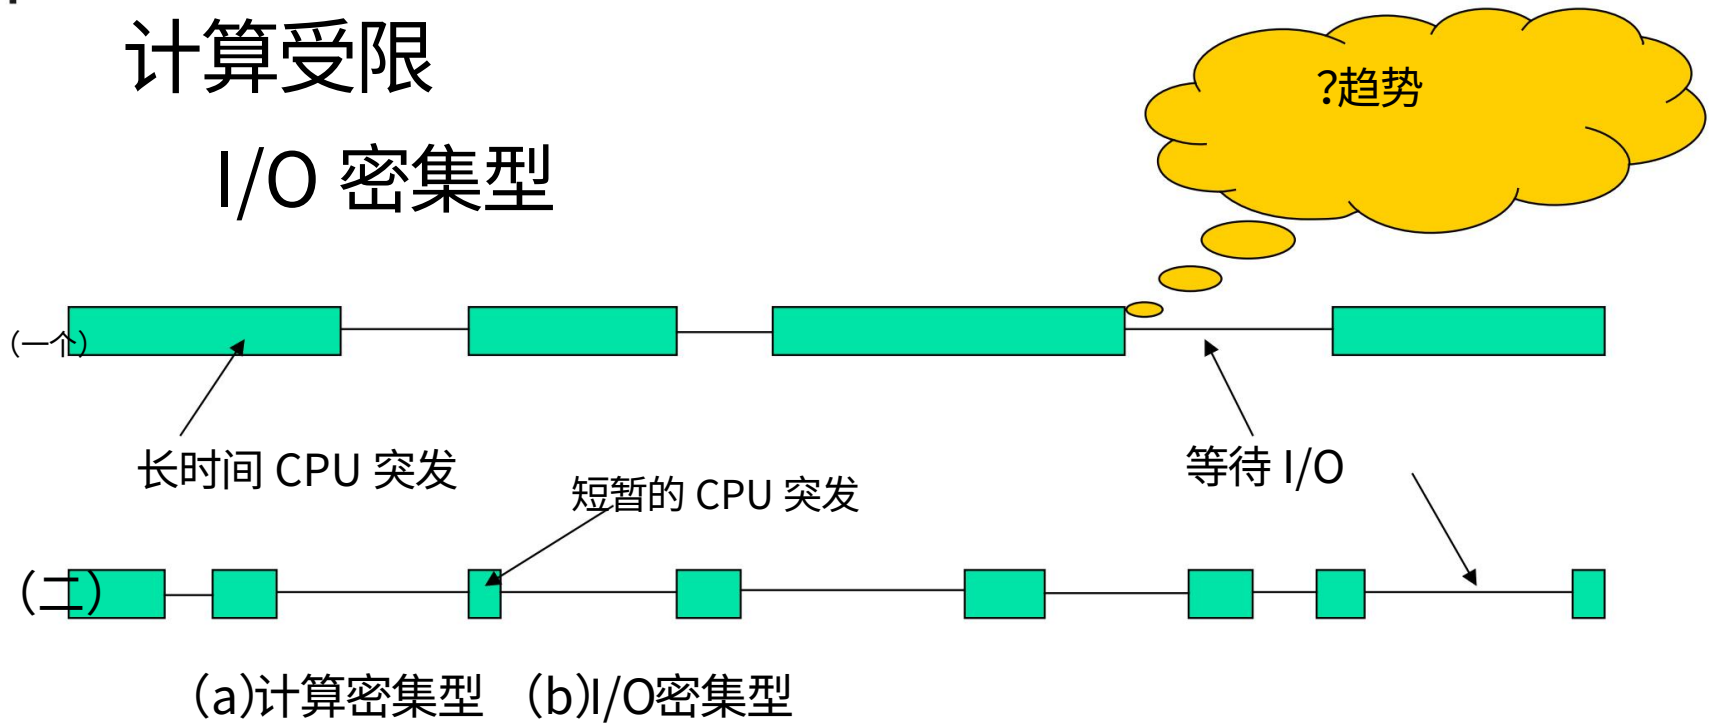 计算受限
?趋势
I/O 密集型
（一个）
长时间 CPU 突发
等待 I/O
短暂的 CPU 突发
（二）
（a)计算密集型 （b)I/O密集型